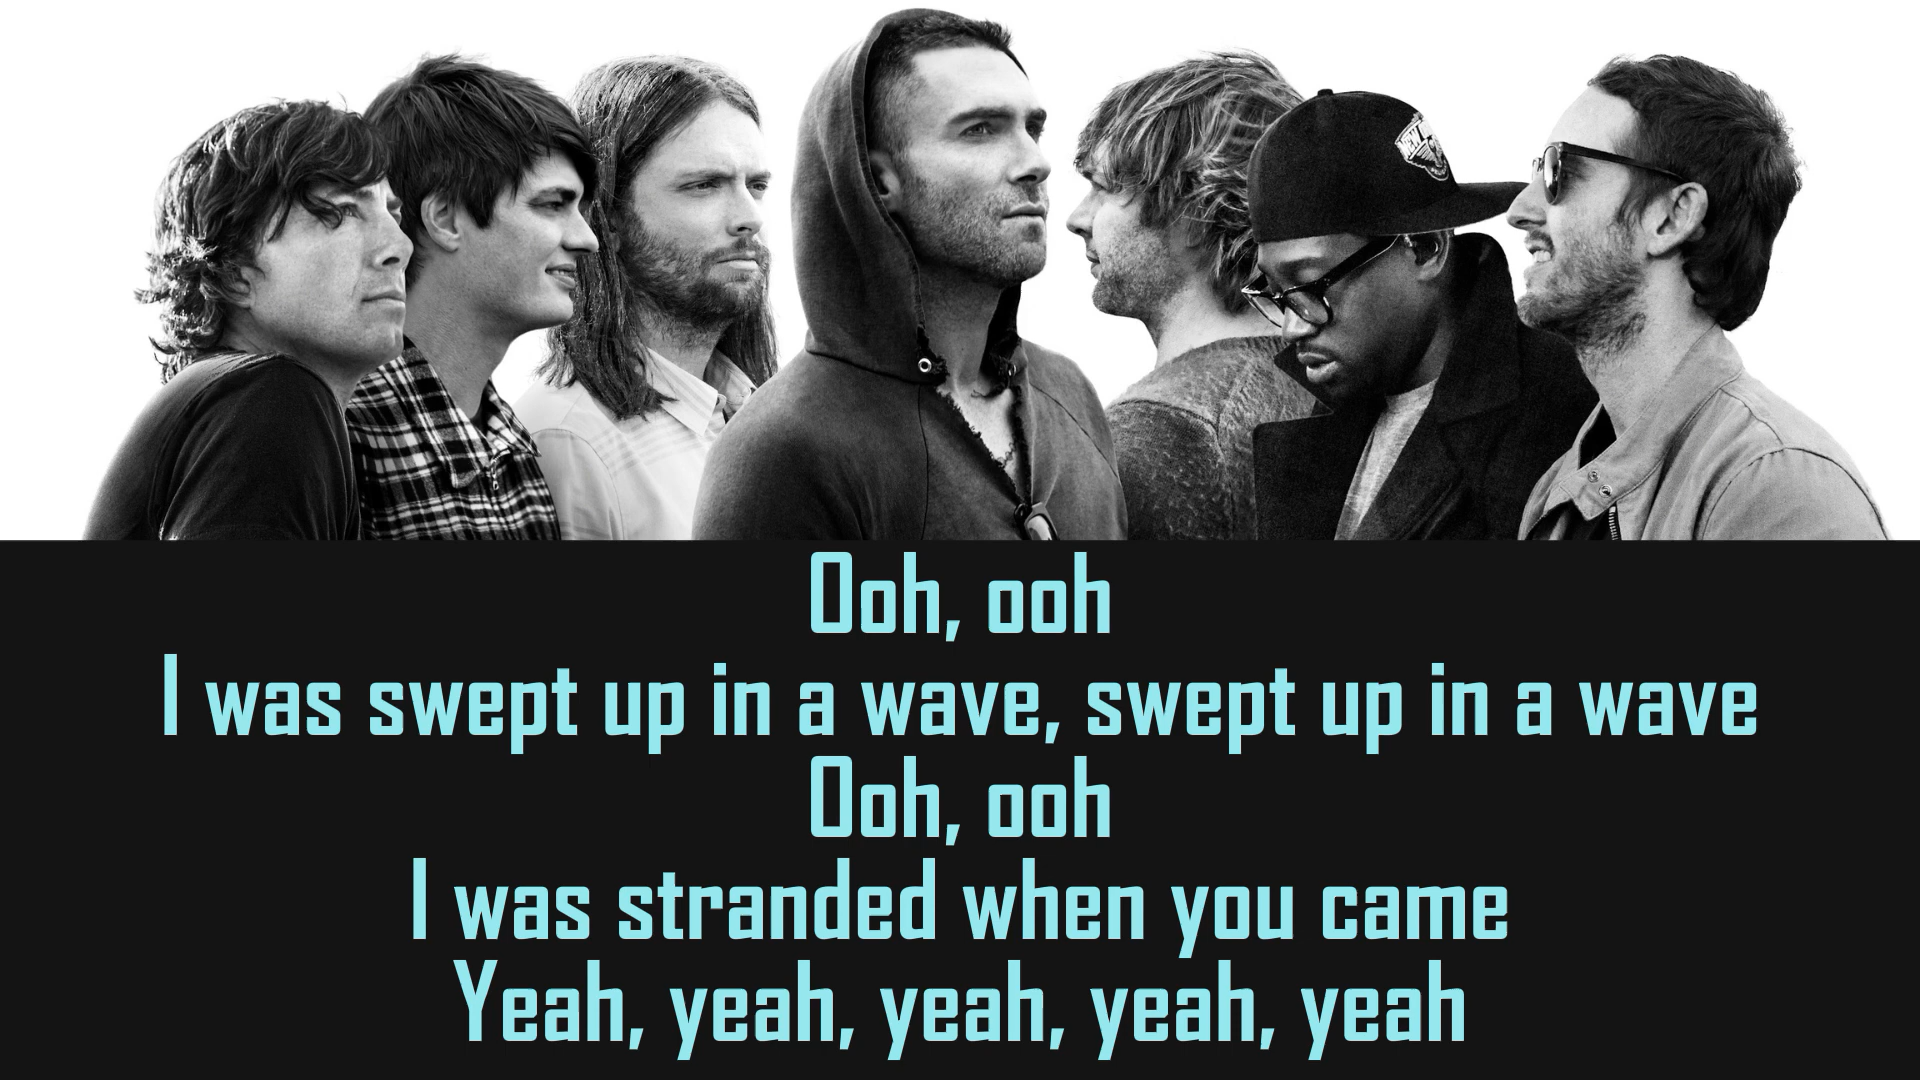 Ooh, ooh
I was swept up in a wave, swept up in a wave
Ooh, ooh
I was stranded when you came
Yeah, yeah, yeah, yeah, yeah